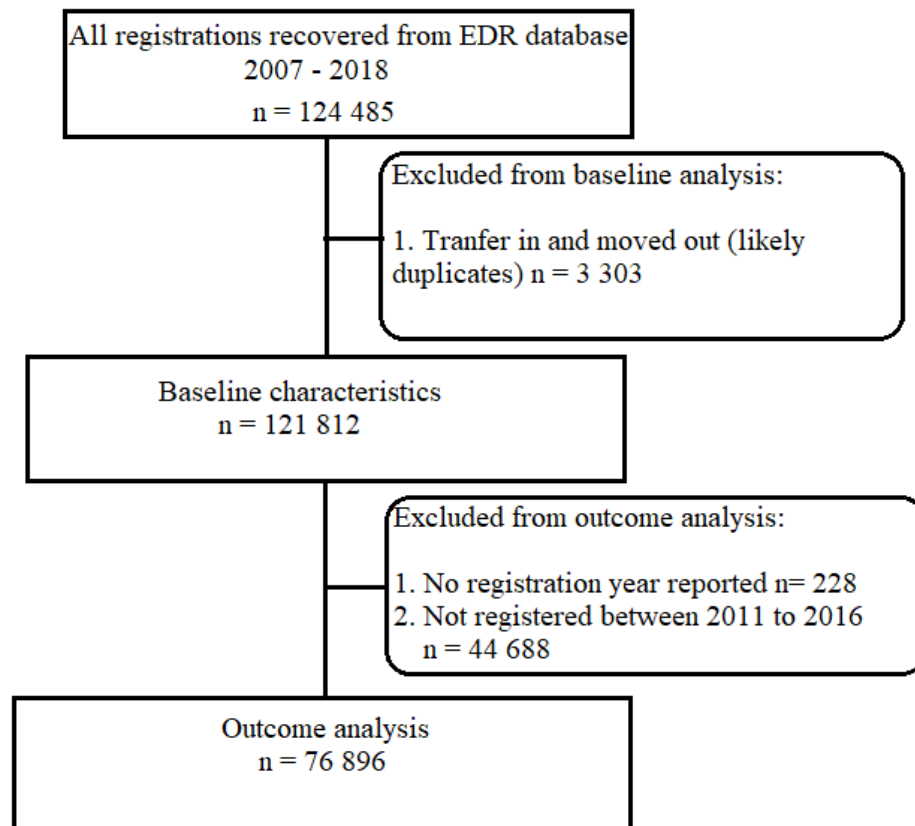 All registrations recovered from EDR database
2007 - 2018
n = 124 485
Excluded from baseline analysis:
1. Tranfer in and moved out (likely
duplicates) n = 3 303
Baseline characteristics
n = 121 812
Excluded from outcome analysis:
1. No registration year reported n= 228
2. Not registered between 2011 to 2016
n = 44 688
Outcome analysis
n = 76 896